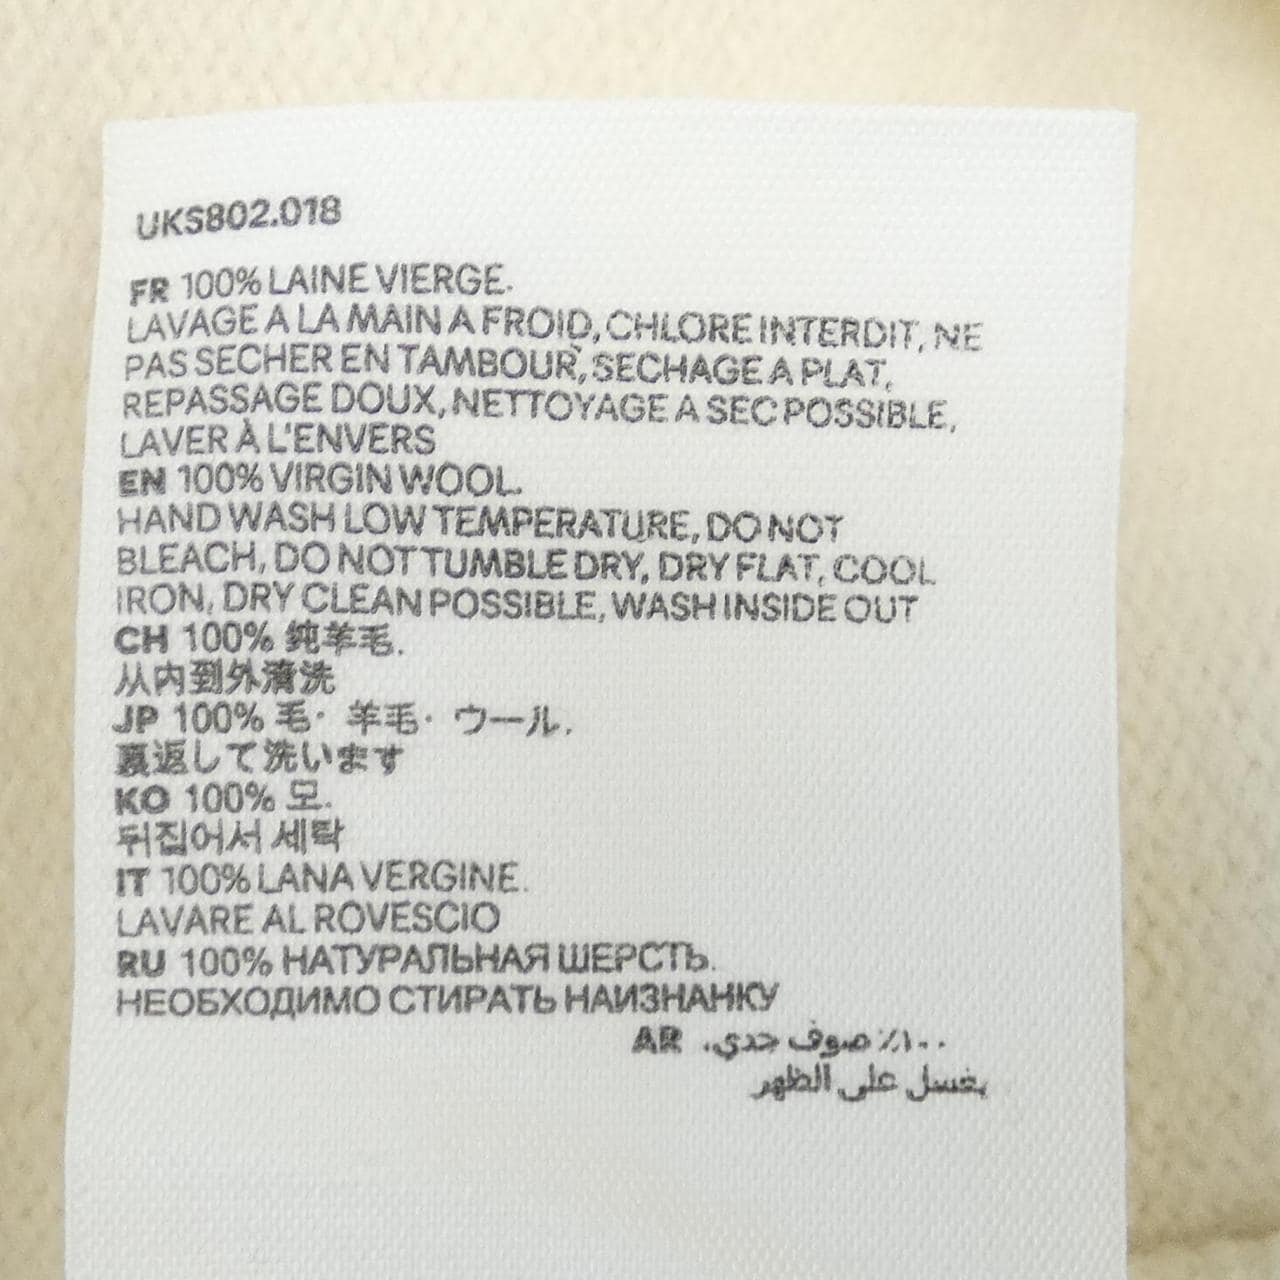 UKS802.018
FR 100% LAINE VIERGE.
LAVAGE A LA MAIN A FROID, CHLORE INTERDIT, NE
PAS SECHER EN TAMBOUR, SECHAGE A PLAT,
REPASSAGE DOUX, NETTOYAGE A SEC POSSIBLE,
LAVER À L'ENVERS
EN 100% VIRGIN WOOL.
HAND WASH LOW TEMPERATURE, DO NOT
BLEACH, DO NOT TUMBLE DRY, DRY FLAT, COOL
IRON, DRY CLEAN POSSIBLE, WASH INSIDE OUT
CH 100% 纯羊毛.
从内到外清洗
JP 100% 毛· 羊毛· ウール.
裏返して洗います
KO 100% 모.
뒤집어서 세탁
IT 100% LANA VERGINE.
LAVARE AL ROVESCIO
RU 100% НАТУРАЛЬНАЯ ШЕРСТЬ.
НЕОБХОДИМО СТИРАТЬ НАИЗНАНКУ
١٠٠٪ صوف جدي. AR
يغسل على الظهر